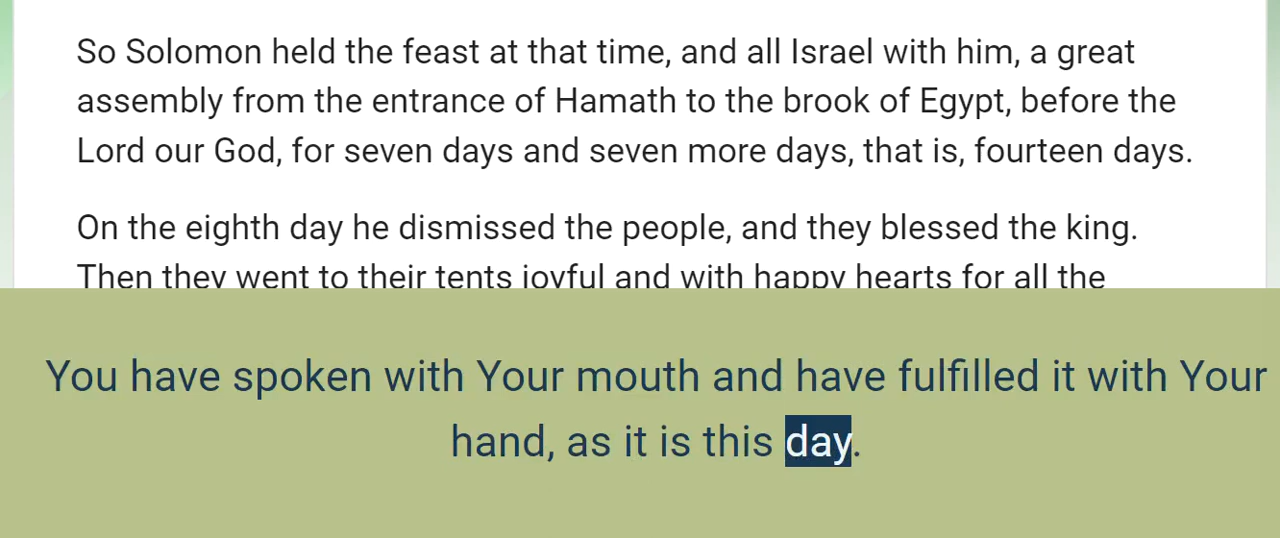 So Solomon held the feast at that time, and all Israel with him, a great
assembly from the entrance of Hamath to the brook of Egypt, before the
Lord our God, for seven days and seven more days, that is, fourteen days.
On the eighth day he dismissed the people, and they blessed the king.
Then they went to their tents joyful and with happy hearts for all the
You have spoken with Your mouth and have fulfilled it with Your
hand, as it is this day.